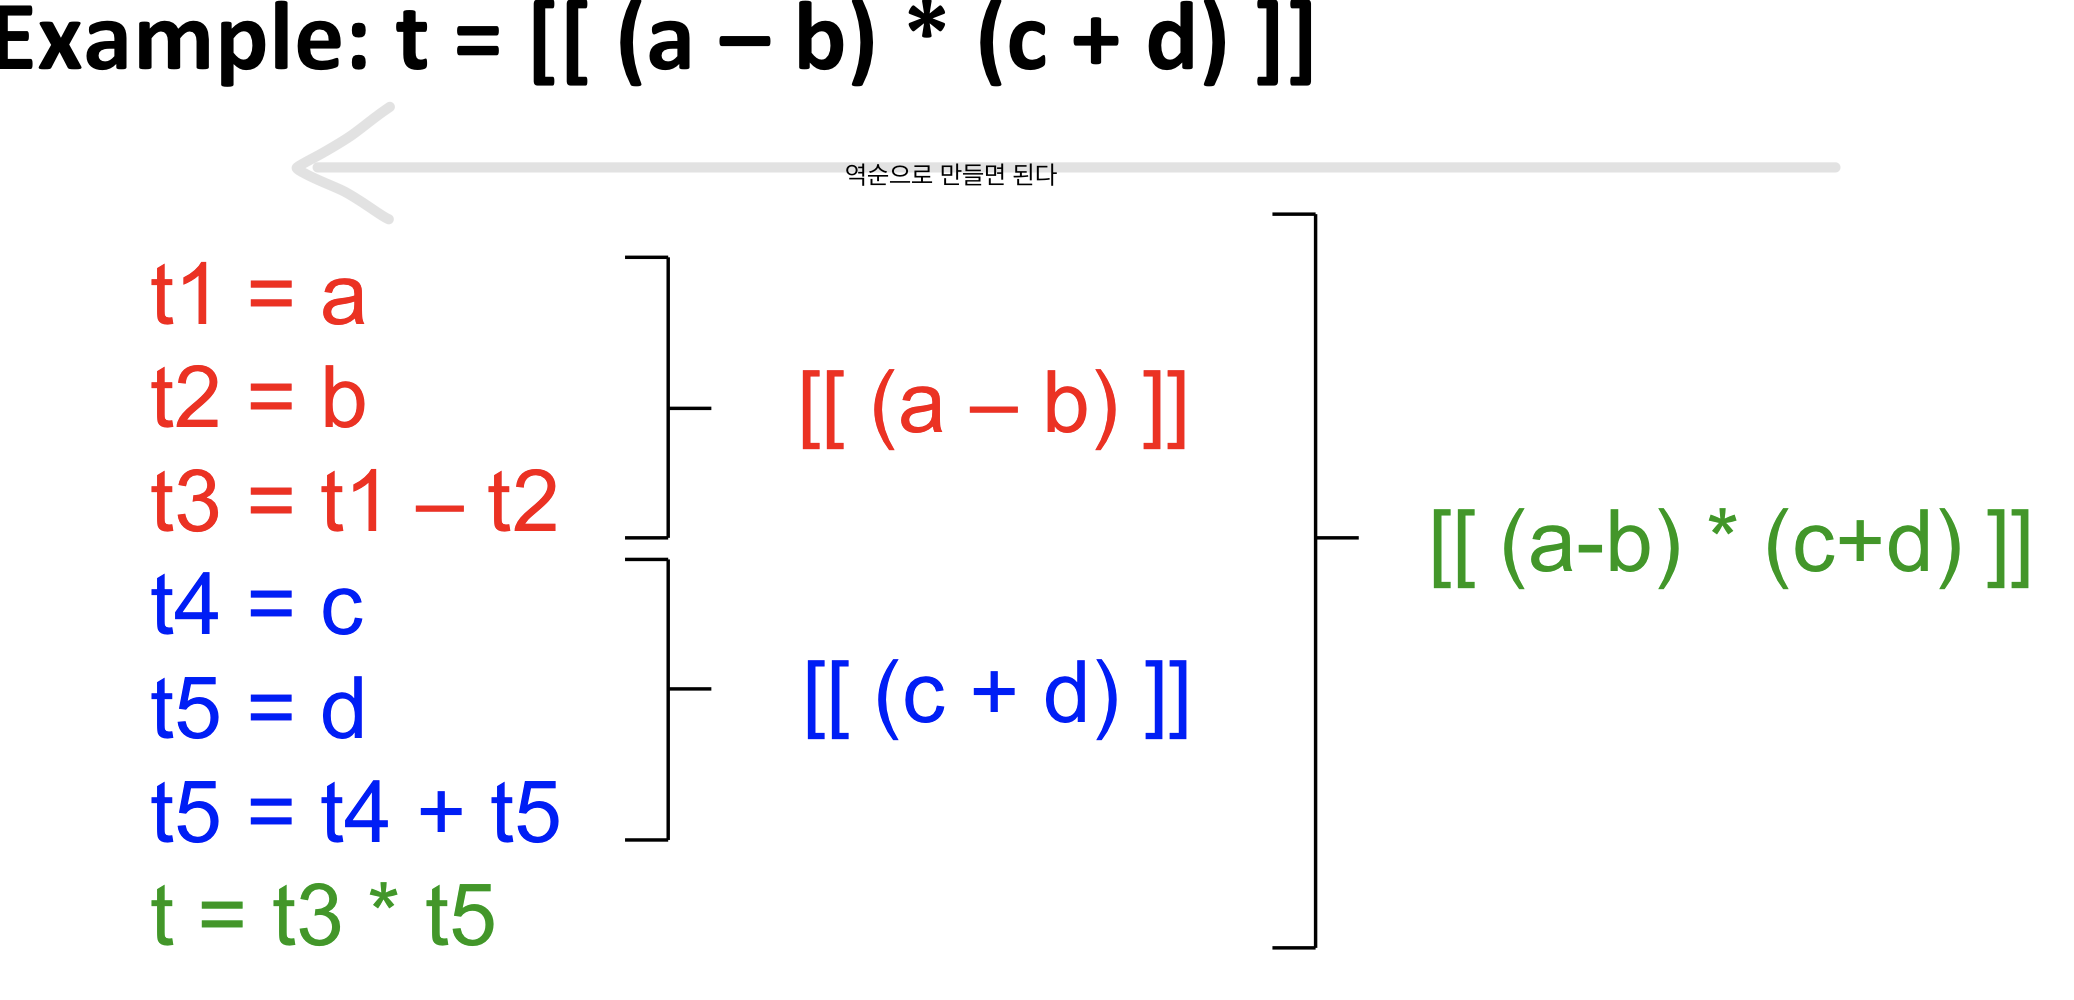 Example: t = [[ (a – b) * (c + d) ]]
역순으로 만들면 된다
t1 = a
t2 = b
t3 = t1 – t2
t4 = c
t5 = d
t5 = t4 + t5
t = t3 * t5
[[ (a – b) ]]
[[ (c + d) ]]
[[ (a-b) * (c+d) ]]